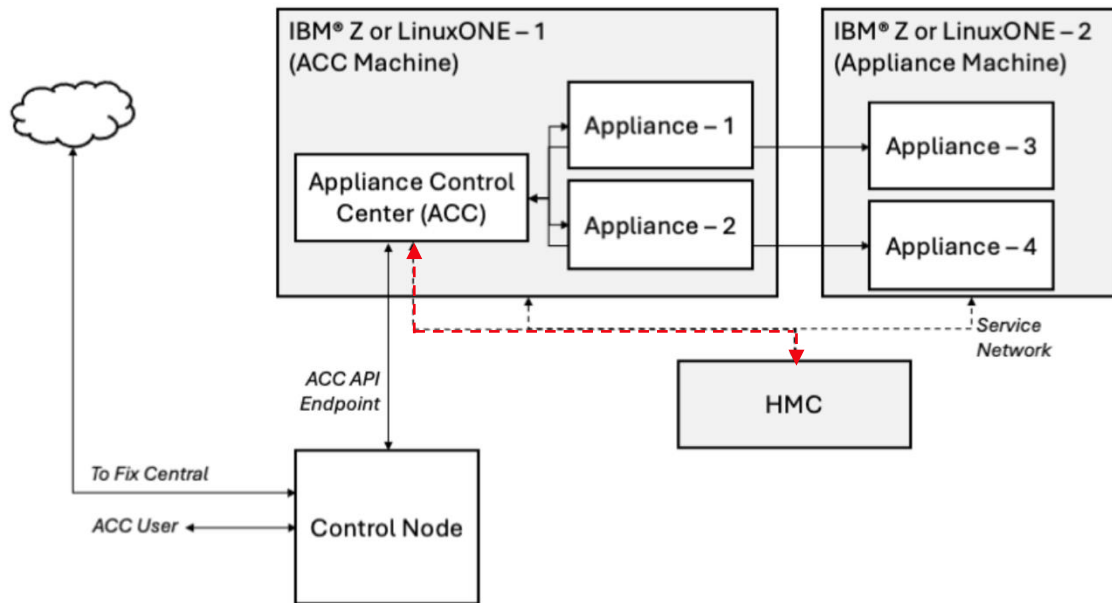 IBM® Z or LinuxONE – 1
(ACC Machine)
IBM® Z or LinuxONE – 2
(Appliance Machine)
Appliance – 1
Appliance – 3
Appliance Control
Center (ACC)
Appliance – 2
Appliance – 4
Service
Network
ACC API
Endpoint
HMC
To Fix Central
ACC User
Control Node